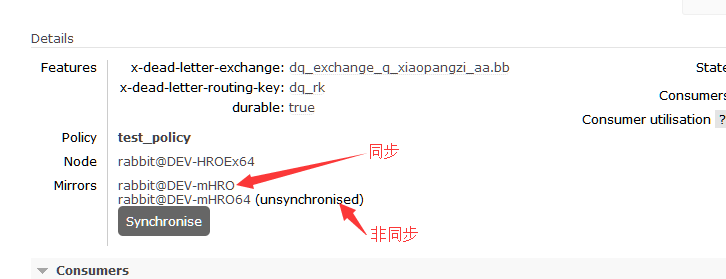 Details
Features
x-dead-letter-exchange: dq_exchange_q_xiaopangzi_aa.bb
x-dead-letter-routing-key: dq_rk
durable: true
State
Consumers
Consumer utilisation ?
Policy test_policy
Node rabbit@DEV-HROEx64
Mirrors rabbit@DEV-mHRO
rabbit@DEV-mHRO64 (unsynchronised)
Synchronise
同步
非同步
Consumers